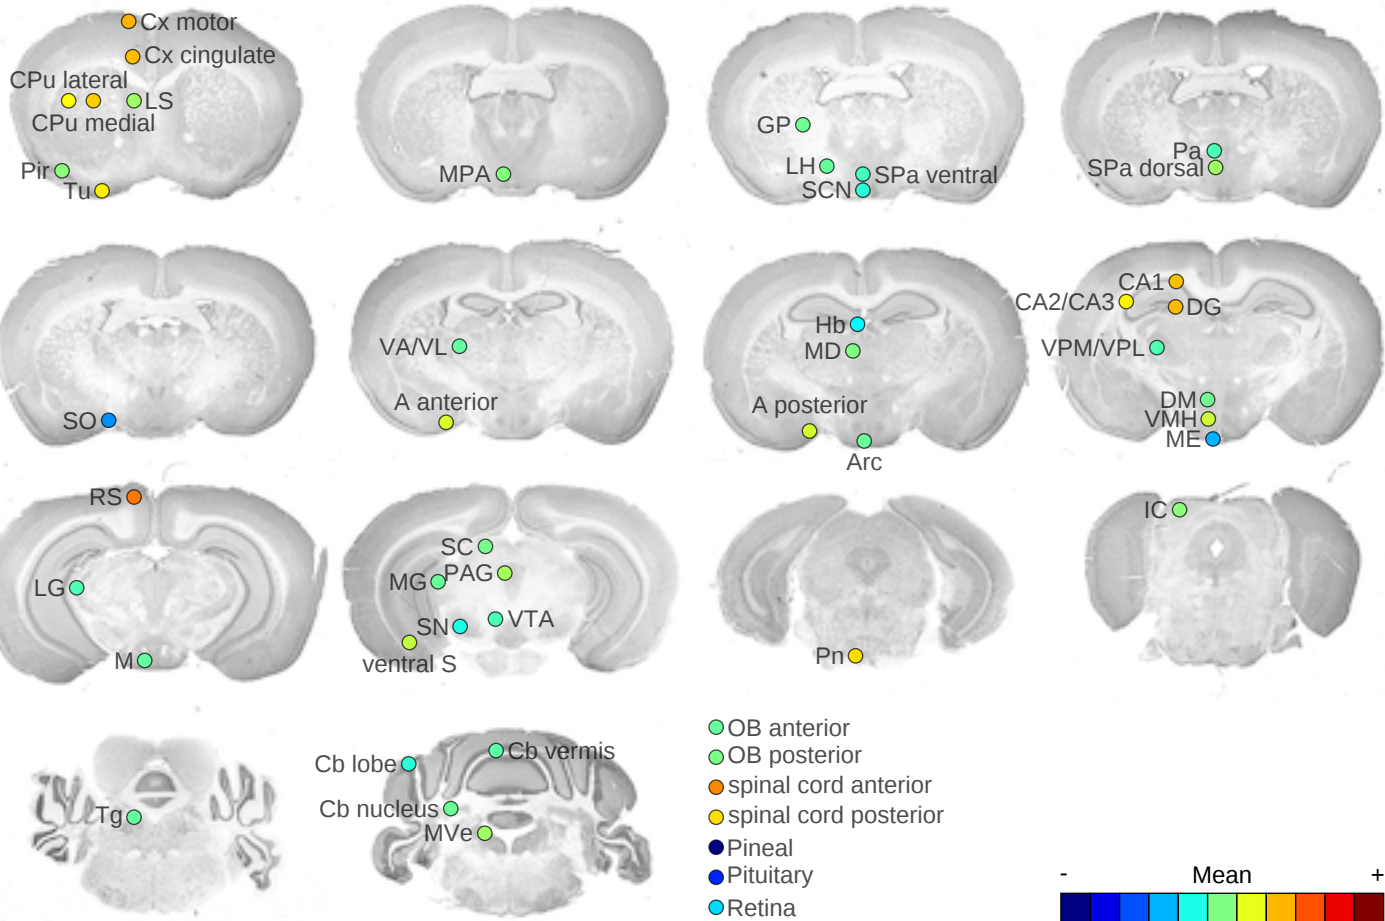 Cx motor
Cx cingulate
CPu lateral
LS
CPu medial
Pir
Tu
MPA
GP
LH
SPa ventral
SCN
Pa
SPa dorsal
SO
VA/VL
A anterior
Hb
MD
A posterior
Arc
CA1
CA2/CA3
DG
VPM/VPL
DM
VMH
ME
RS
LG
M
SC
MG
PAG
SN
VTA
ventral S
Pn
IC
Tg
Cb lobe
Cb vermis
Cb nucleus
MVe
OB anterior
OB posterior
spinal cord anterior
spinal cord posterior
Pineal
Pituitary
Retina
- Mean +